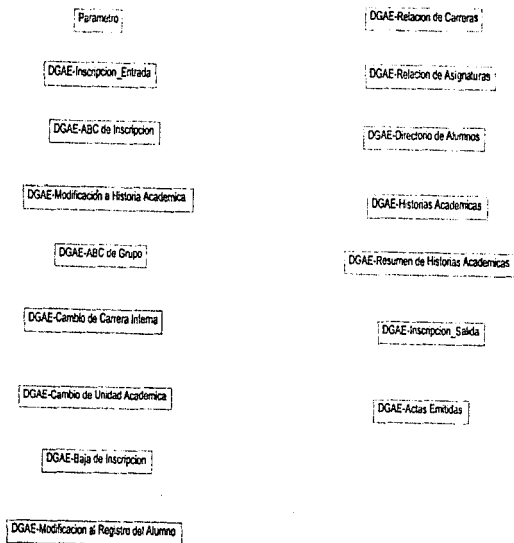 Parametro
DGAE-Inscripcion_Entrada
DGAE-ABC de Inscripcion
DGAE-Modificación a Historia Academica
DGAE-ABC de Grupo
DGAE-Cambio de Carrera Interna
DGAE-Cambio de Unidad Academica
DGAE-Baja de Inscripcion
DGAE-Modificacion al Registro del Alumno
DGAE-Relacion de Carreras
DGAE-Relacion de Asignaturas
DGAE-Directorio de Alumnos
DGAE-Historias Academicas
DGAE-Resumen de Historias Academicas
DGAE-Inscripcion_Salida
DGAE-Actas Emitidas